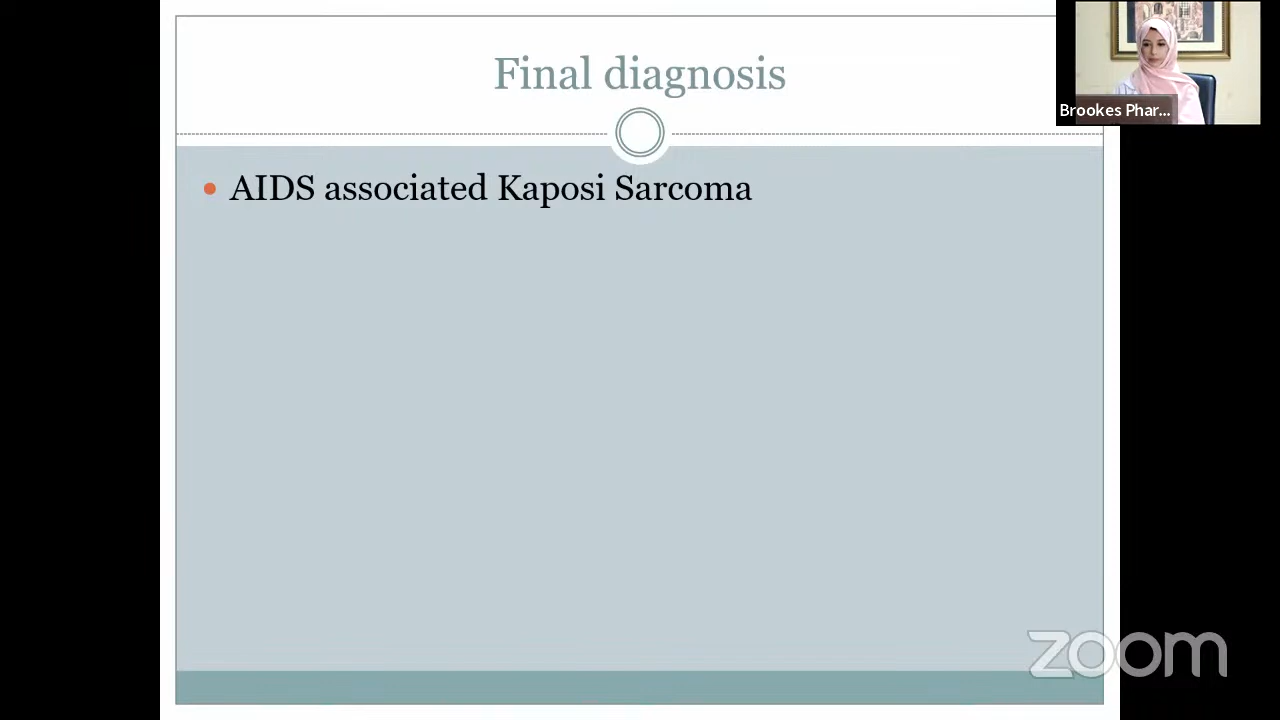 Final diagnosis
Brookes Phar...
AIDS associated Kaposi Sarcoma
zoom